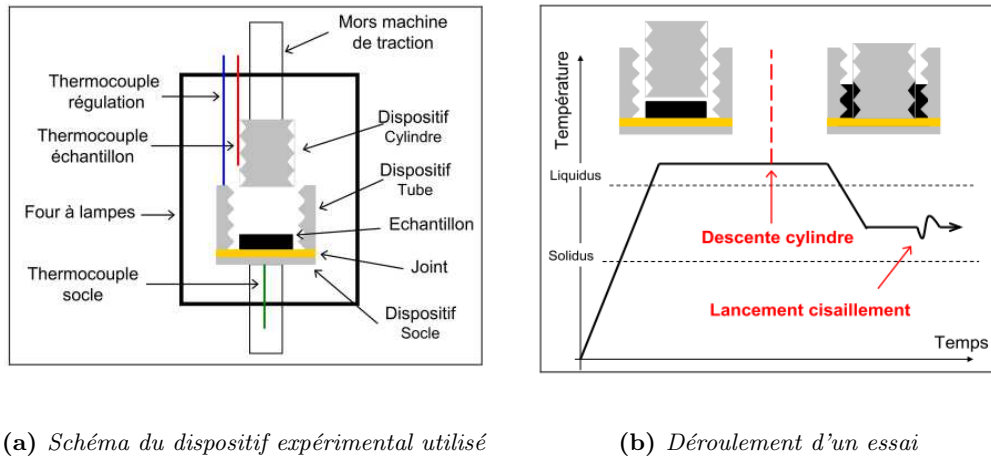 Mors machine
de traction
Thermocouple
régulation
Thermocouple
échantillon
Four à lampes
Thermocouple
socle
Dispositif
Cylindre
Dispositif
Tube
Echantillon
Joint
Dispositif
Socle
(a) Schéma du dispositif expérimental utilisé
Température
Liquidus
Solidus
Descente cylindre
Lancement cisaillement
Temps
(b) Déroulement d'un essai